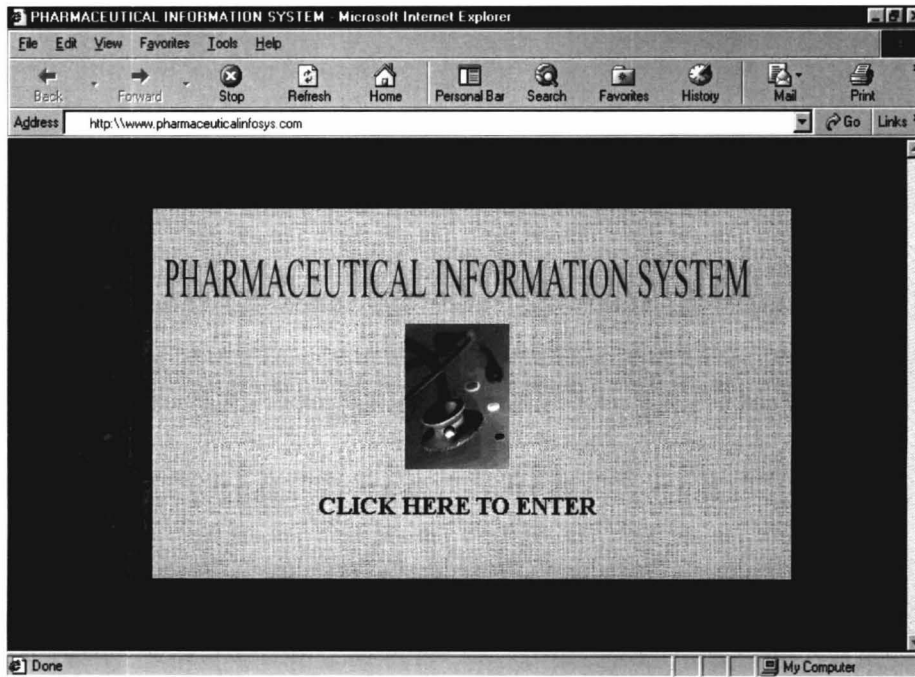 PHARMACEUTICAL INFORMATION SYSTEM - Microsoft Internet Explorer
File Edit View Favorites Tools Help
Back Forward Stop Refresh Home Personal Bar Search Favorites History Mail Print
Address http:\\www.pharmaceuticalinfosys.com Go Links
PHARMACEUTICAL INFORMATION SYSTEM
CLICK HERE TO ENTER
Done My Computer